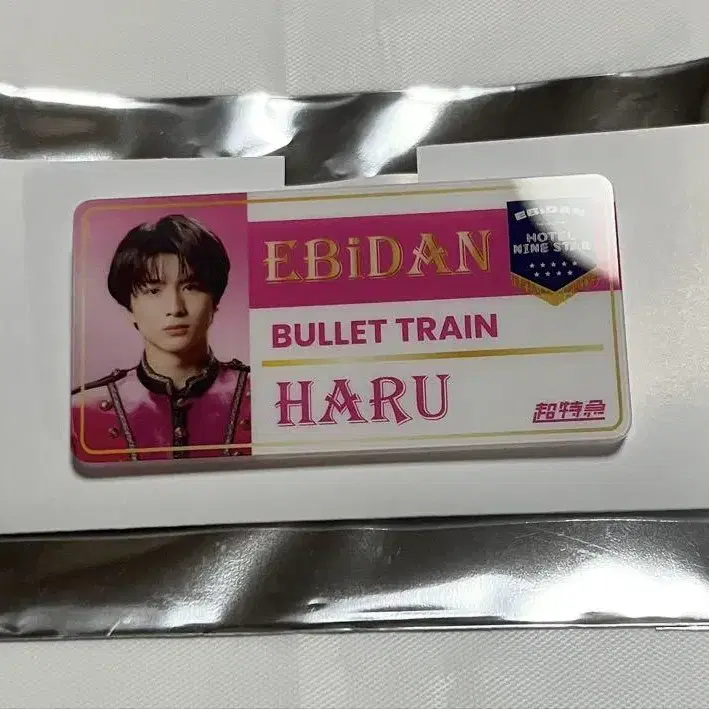 EBiDAN
EBiDAN
HOTEL
NINE STAR
BULLET TRAIN
HARU
超特急